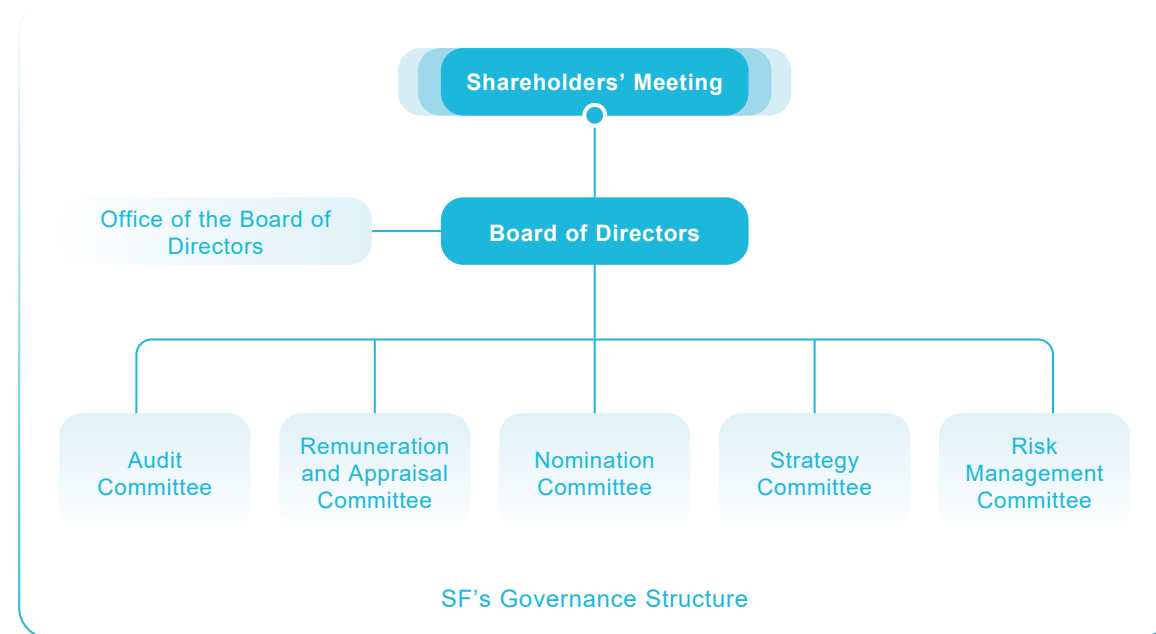 Shareholders’ Meeting
Office of the Board of
Directors
Board of Directors
Audit
Committee
Remuneration
and Appraisal
Committee
Nomination
Committee
Strategy
Committee
Risk
Management
Committee
SF’s Governance Structure